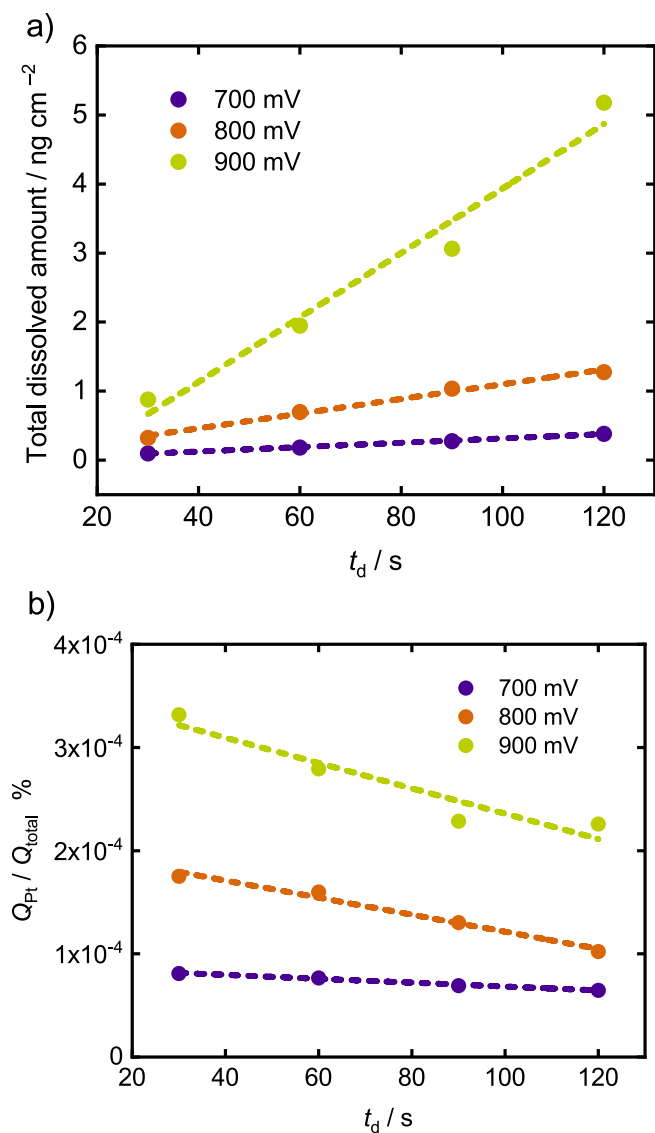 a)
Total dissolved amount / ng cm⁻²
6
5
4
3
2
1
0
700 mV
800 mV
900 mV
20 40 60 80 100 120
t_d / s
b)
Q_Pt / Q_total %
4x10⁻⁴
3x10⁻⁴
2x10⁻⁴
1x10⁻⁴
0
700 mV
800 mV
900 mV
20 40 60 80 100 120
t_d / s